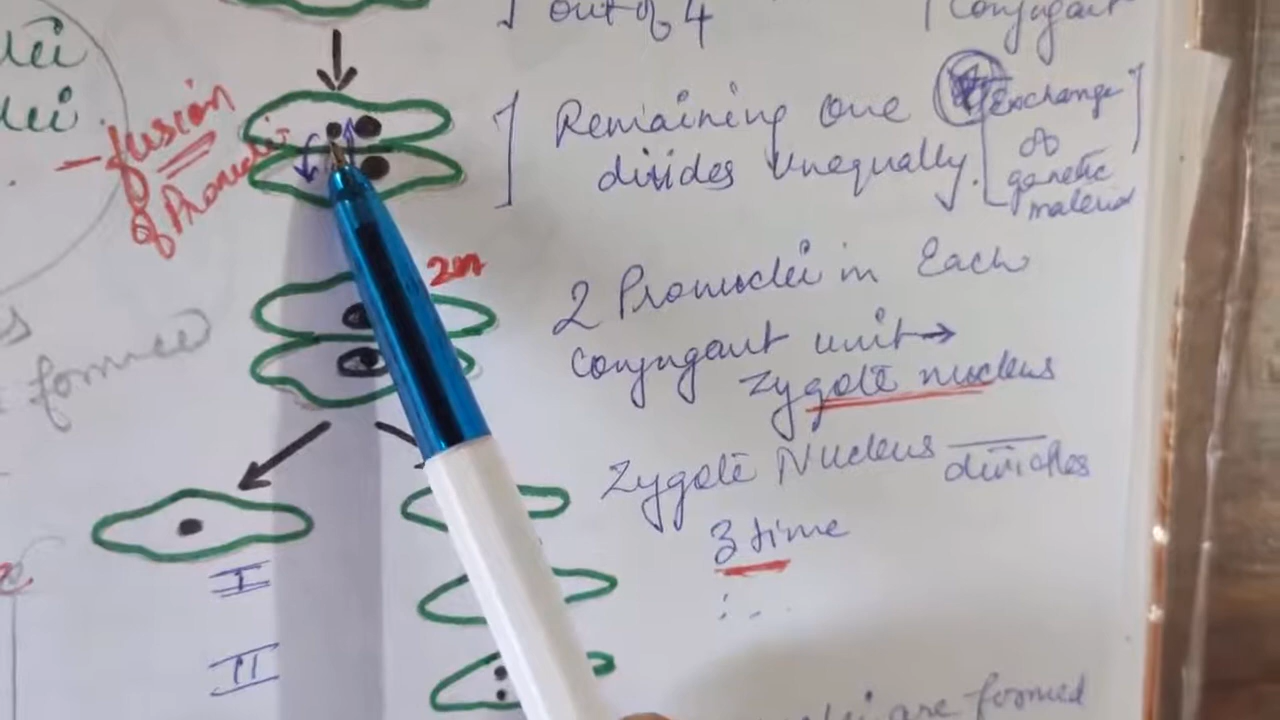 out of 4
Conjugant
Remaining one
divides Unequally.
Exchange
of
genetic
material
- fusion
of Pronuclei
2n
2 Pronuclei in Each
Conjugant unit →
Zygote nucleus
formed
Zygote Nucleus divides
3 time
I
II
are formed